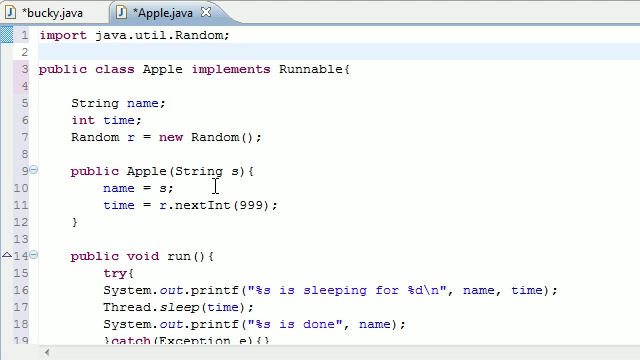 *bucky.java *Apple.java
1 import java.util.Random;
2
3 public class Apple implements Runnable{
4
5 String name;
6 int time;
7 Random r = new Random();
8
9 public Apple(String s){
10 name = s;
11 time = r.nextInt(999);
12 }
13
14 public void run(){
15 try{
16 System.out.printf("%s is sleeping for %d\n", name, time);
17 Thread.sleep(time);
18 System.out.printf("%s is done", name);
19 }catch(Exception e){}